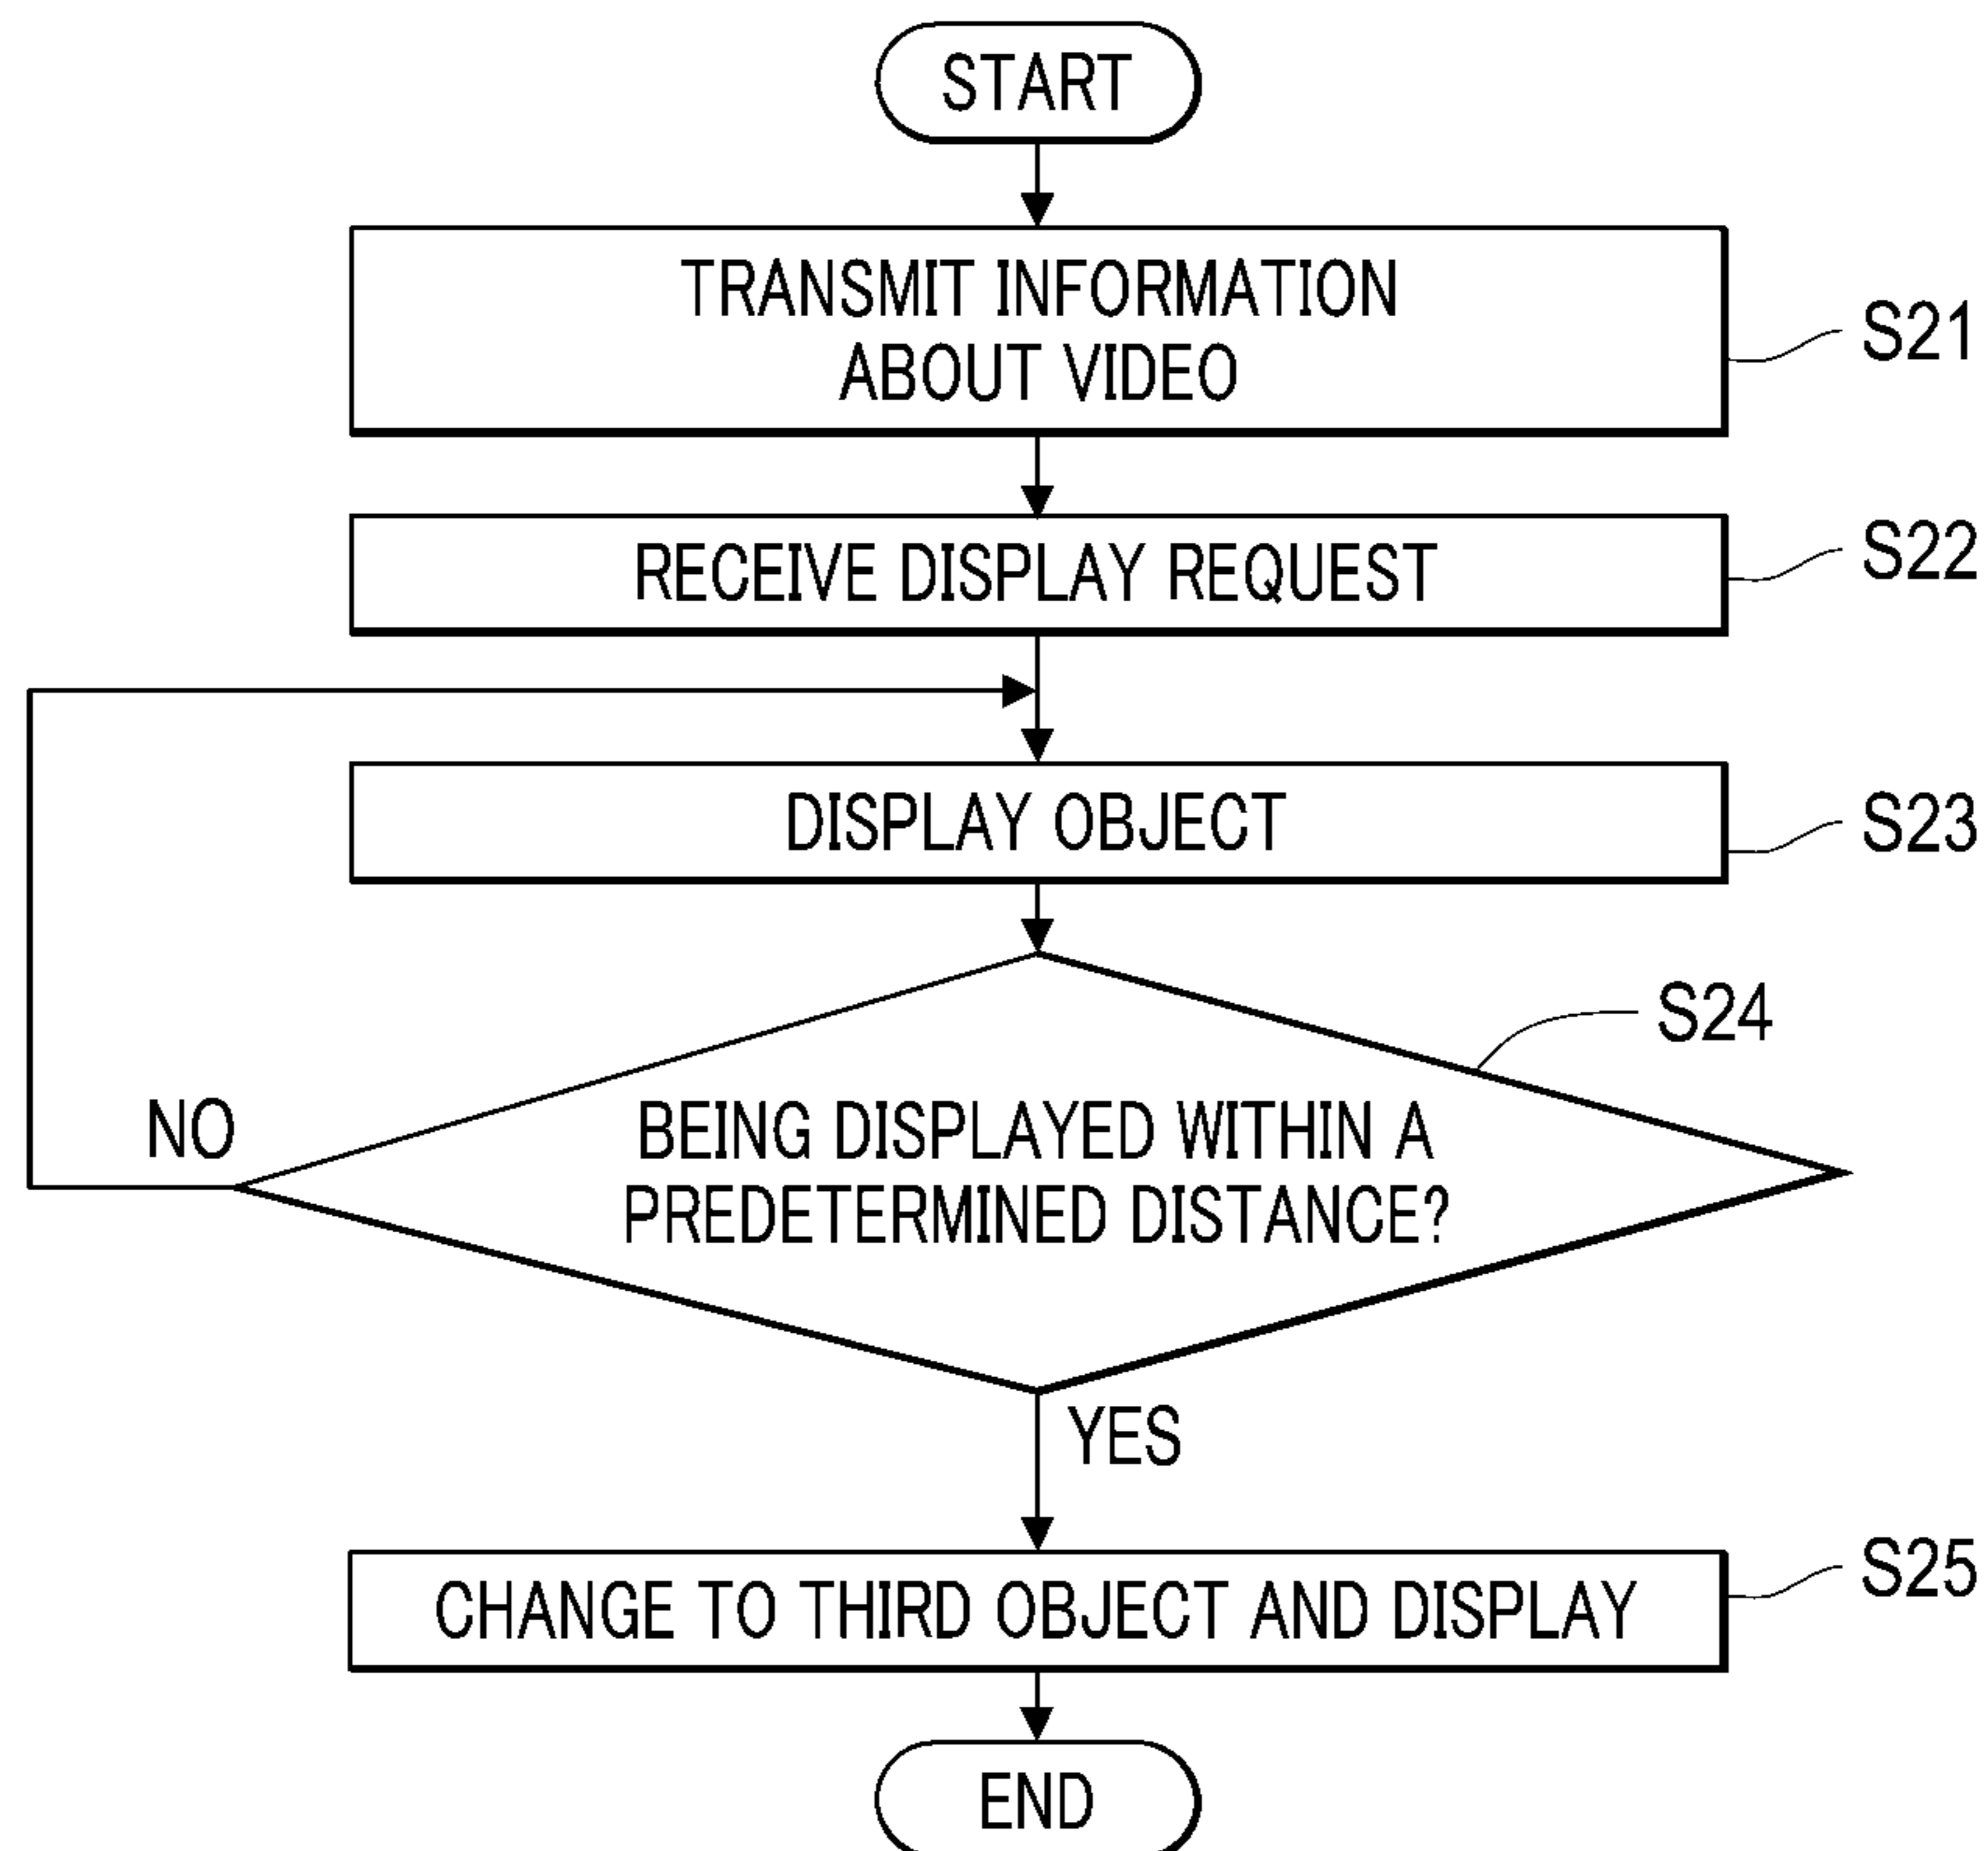 START
TRANSMIT INFORMATION
ABOUT VIDEO
S21
RECEIVE DISPLAY REQUEST
S22
DISPLAY OBJECT
S23
S24
BEING DISPLAYED WITHIN A
PREDETERMINED DISTANCE?
NO
YES
CHANGE TO THIRD OBJECT AND DISPLAY
S25
END